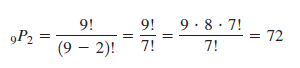 ₉P₂ = 9! / (9 − 2)! = 9! / 7! = 9 · 8 · 7! / 7! = 72